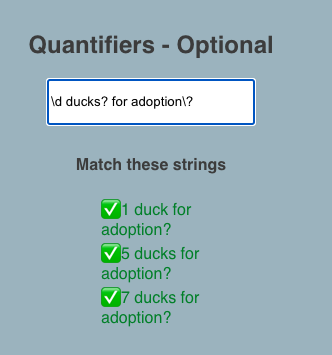 Quantifiers - Optional
\d ducks? for adoption\?
Match these strings
✅1 duck for
adoption?
✅5 ducks for
adoption?
✅7 ducks for
adoption?